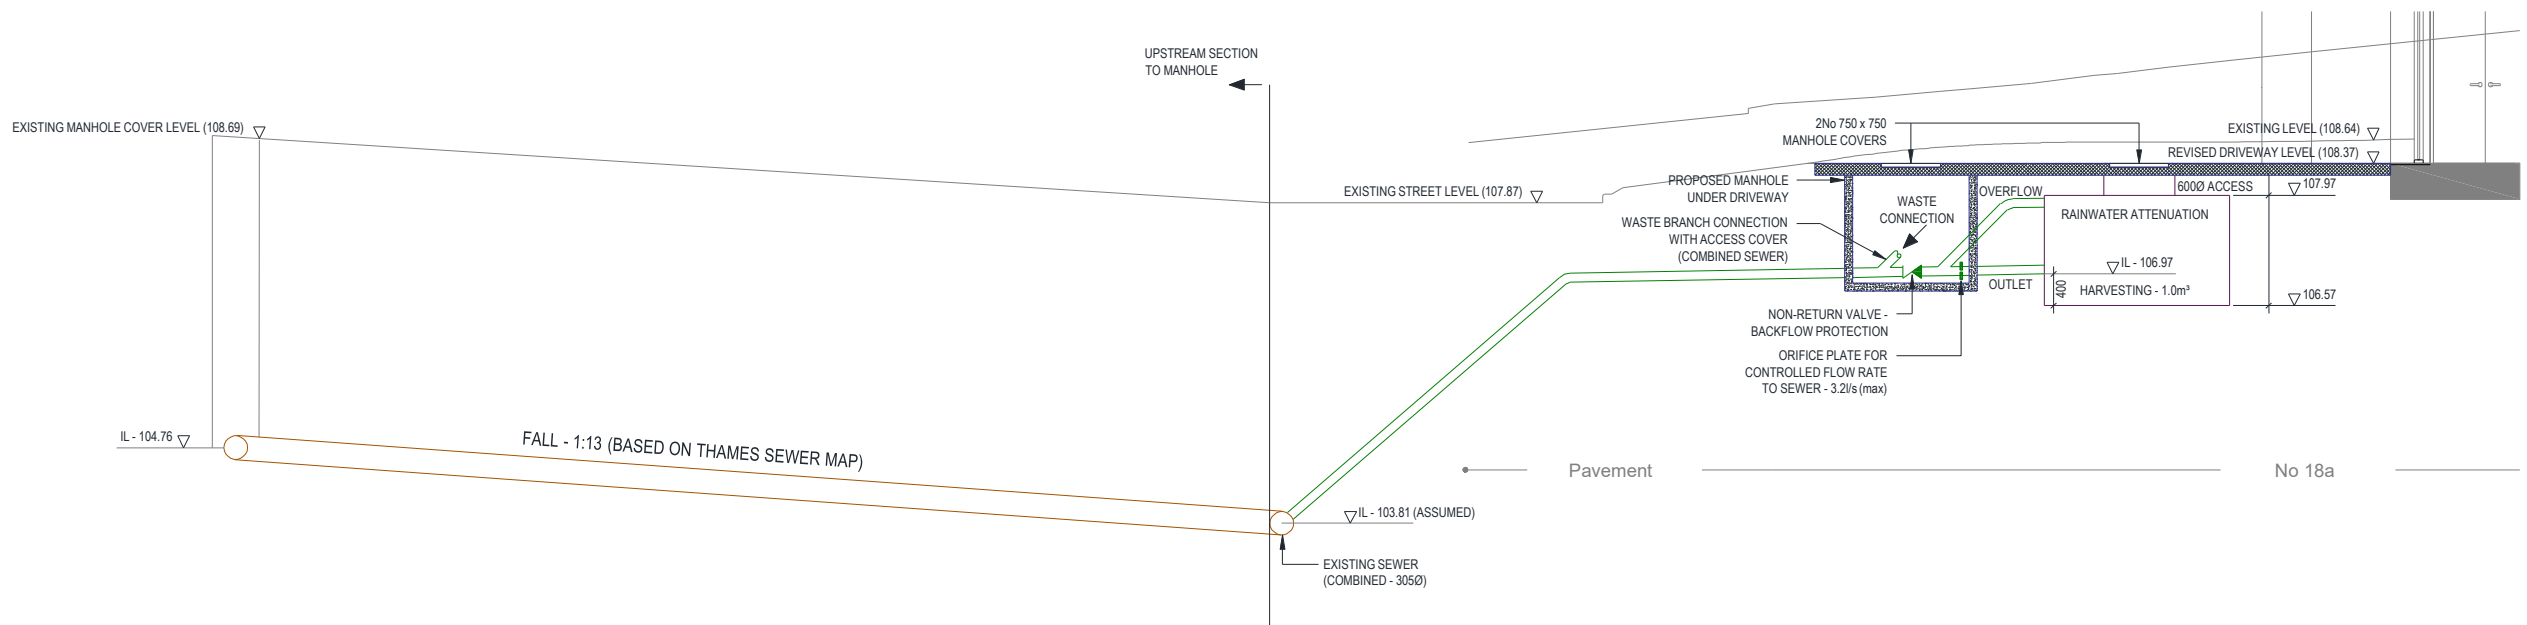 UPSTREAM SECTION
TO MANHOLE
EXISTING MANHOLE COVER LEVEL (108.69)
2No 750 x 750
MANHOLE COVERS
EXISTING LEVEL (108.64)
REVISED DRIVEWAY LEVEL (108.37)
EXISTING STREET LEVEL (107.87)
PROPOSED MANHOLE
UNDER DRIVEWAY
WASTE
CONNECTION
OVERFLOW
600Ø ACCESS
107.97
RAINWATER ATTENUATION
WASTE BRANCH CONNECTION
WITH ACCESS COVER
(COMBINED SEWER)
IL - 106.97
OUTLET
400
HARVESTING - 1.0m³
106.57
NON-RETURN VALVE -
BACKFLOW PROTECTION
ORIFICE PLATE FOR
CONTROLLED FLOW RATE
TO SEWER - 3.2l/s (max)
IL - 104.76
FALL - 1:13 (BASED ON THAMES SEWER MAP)
Pavement
No 18a
IL - 103.81 (ASSUMED)
EXISTING SEWER
(COMBINED - 305Ø)